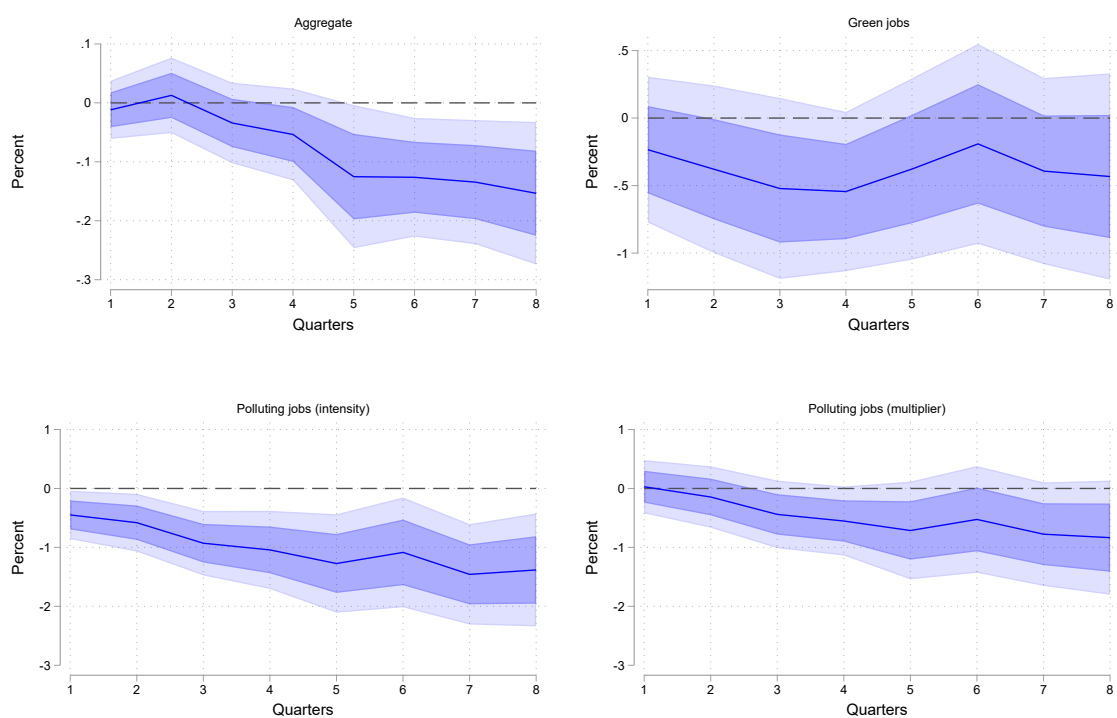 Aggregate
.1
0
-.1
-.2
-.3
Percent
1 2 3 4 5 6 7 8
Quarters
Green jobs
.5
0
-.5
-1
Percent
1 2 3 4 5 6 7 8
Quarters
Polluting jobs (intensity)
1
0
-1
-2
-3
Percent
1 2 3 4 5 6 7 8
Quarters
Polluting jobs (multiplier)
1
0
-1
-2
-3
Percent
1 2 3 4 5 6 7 8
Quarters